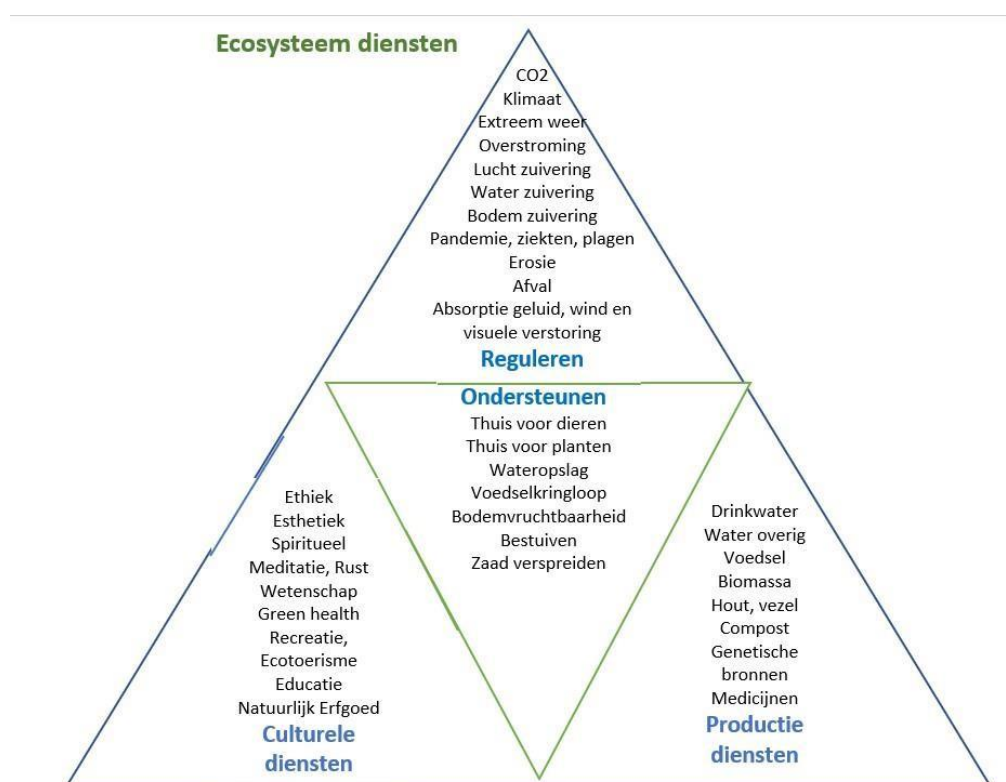 Ecosysteem diensten
CO2
Klimaat
Extreem weer
Overstroming
Lucht zuivering
Water zuivering
Bodem zuivering
Pandemie, ziekten, plagen
Erosie
Afval
Absorptie geluid, wind en
visuele verstoring
Reguleren
Ondersteunen
Thuis voor dieren
Thuis voor planten
Wateropslag
Voedselkringloop
Bodemvruchtbaarheid
Bestuiven
Zaad verspreiden
Ethiek
Esthetiek
Spiritueel
Meditatie, Rust
Wetenschap
Green health
Recreatie,
Ecotoerisme
Educatie
Natuurlijk Erfgoed
Culturele
diensten
Drinkwater
Water overig
Voedsel
Biomassa
Hout, vezel
Compost
Genetische
bronnen
Medicijnen
Productie
diensten